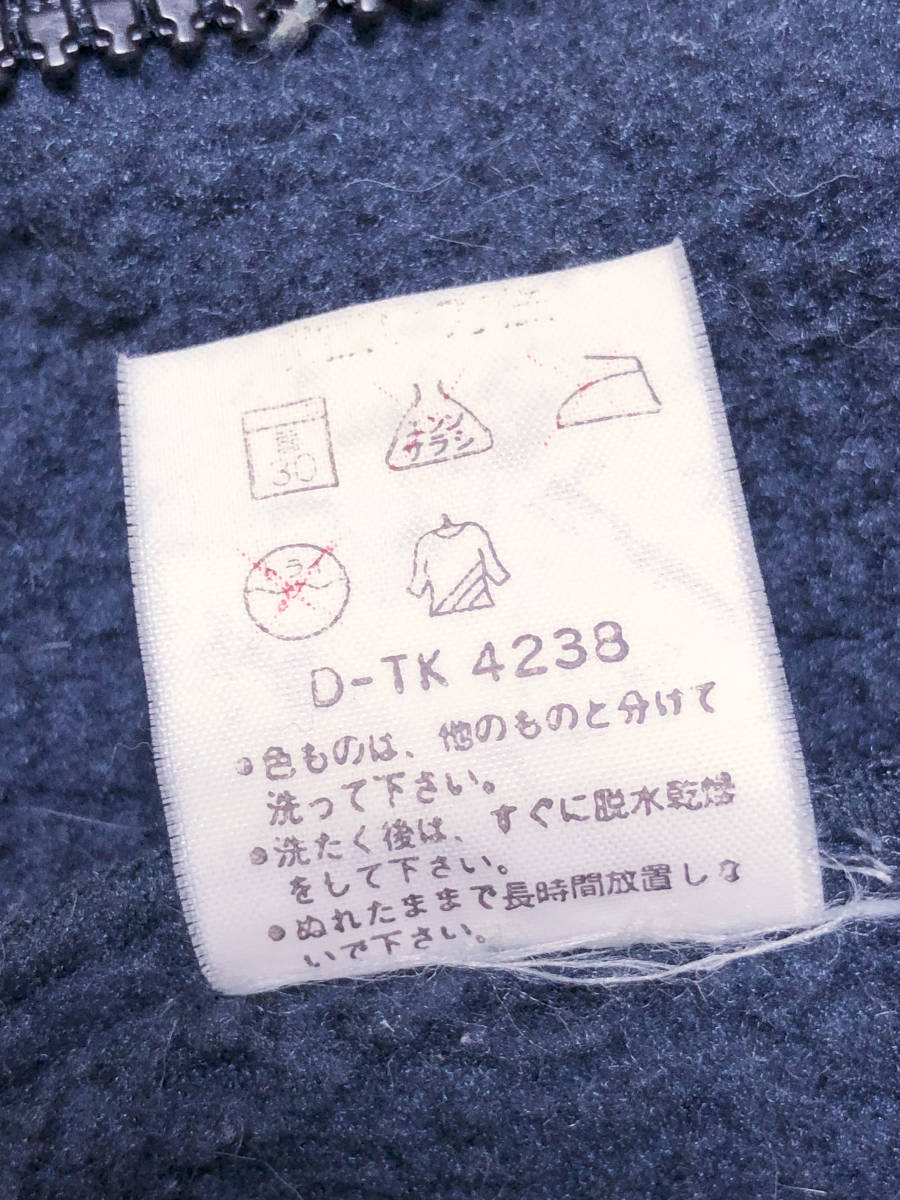 30
エンソ
サラシ
D-TK 4238
●色ものは、他のものと分けて
洗って下さい。
●洗たく後は、すぐに脱水乾燥
をして下さい。
●ぬれたままで長時間放置しな
いで下さい。